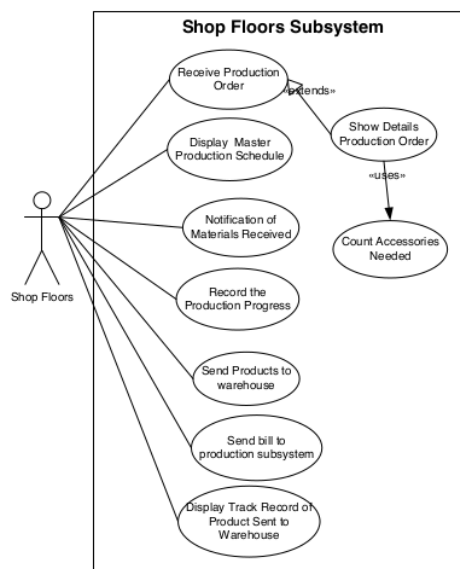 Shop Floors Subsystem
Receive Production
Order
«extends»
Show Details
Production Order
Display  Master
Production Schedule
«uses»
Notification of
Materials Received
Count Accessories
Needed
Shop Floors
Record the
Production Progress
Send Products to
warehouse
Send bill to
production subsystem
Display Track Record of
Product Sent to
Warehouse